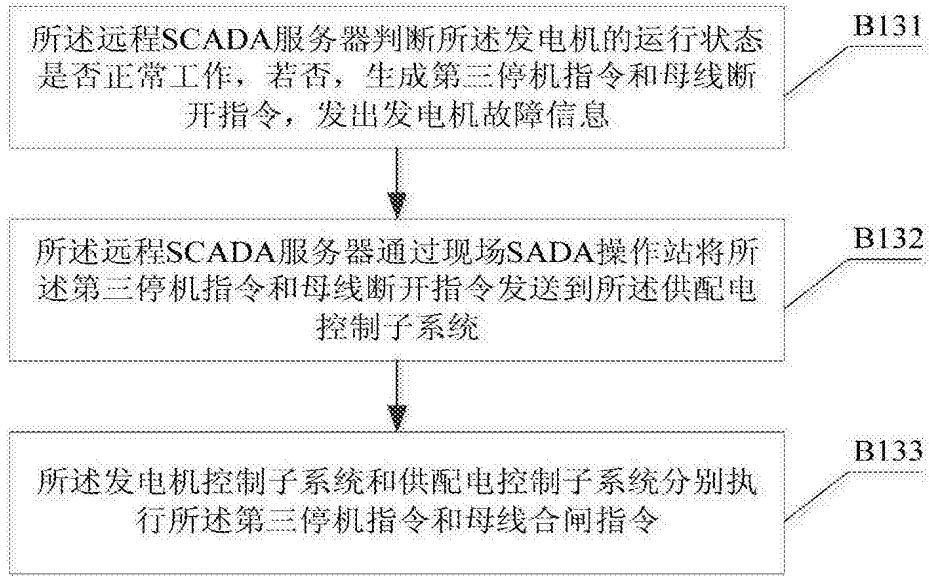 所述远程SCADA服务器判断所述发电机的运行状态
是否正常工作，若否，生成第三停机指令和母线断
开指令，发出发电机故障信息
B131
所述远程SCADA服务器通过现场SADA操作站将所
述第三停机指令和母线断开指令发送到所述供配电
控制子系统
B132
所述发电机控制子系统和供配电控制子系统分别执
行所述第三停机指令和母线合闸指令
B133